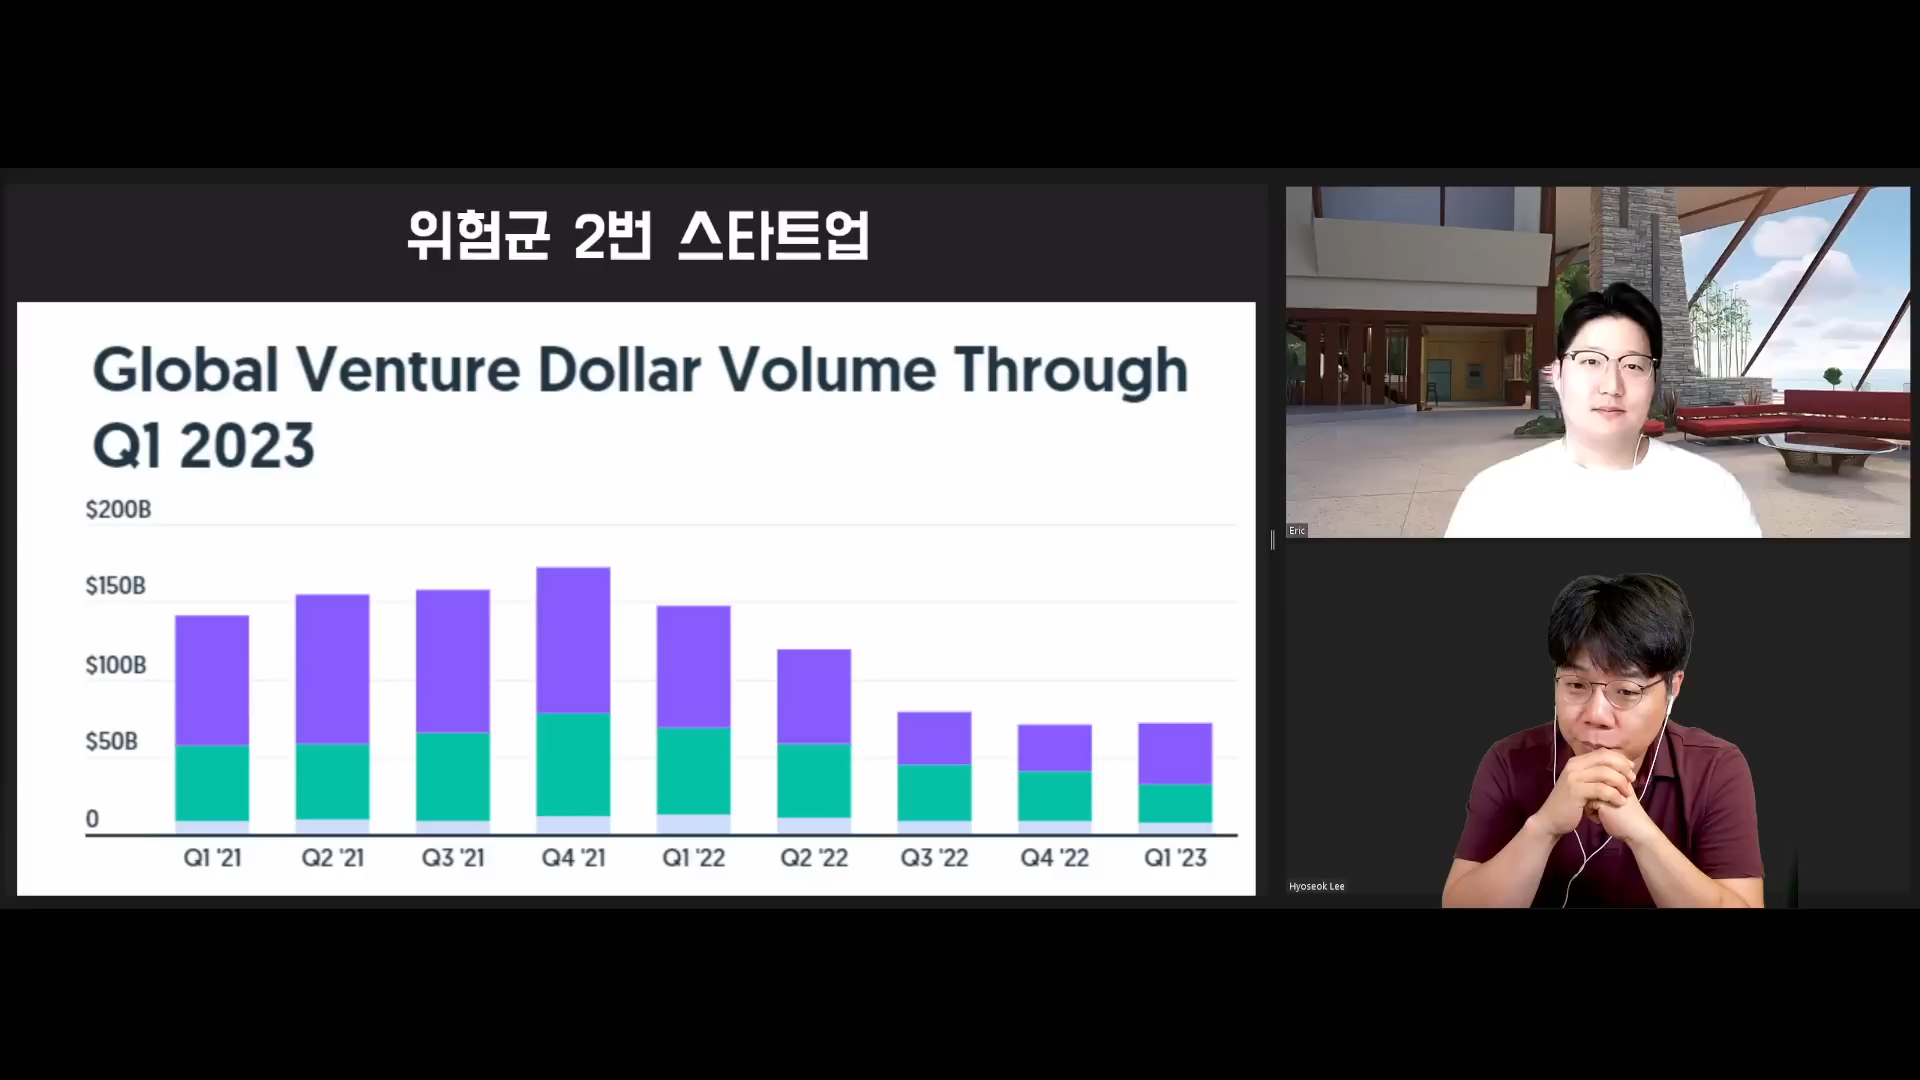 위험군 2번 스타트업
Global Venture Dollar Volume Through
Q1 2023
$200B
$150B
$100B
$50B
0
Q1 '21
Q2 '21
Q3 '21
Q4 '21
Q1 '22
Q2 '22
Q3 '22
Q4 '22
Q1 '23
Eric
Hyoseok Lee